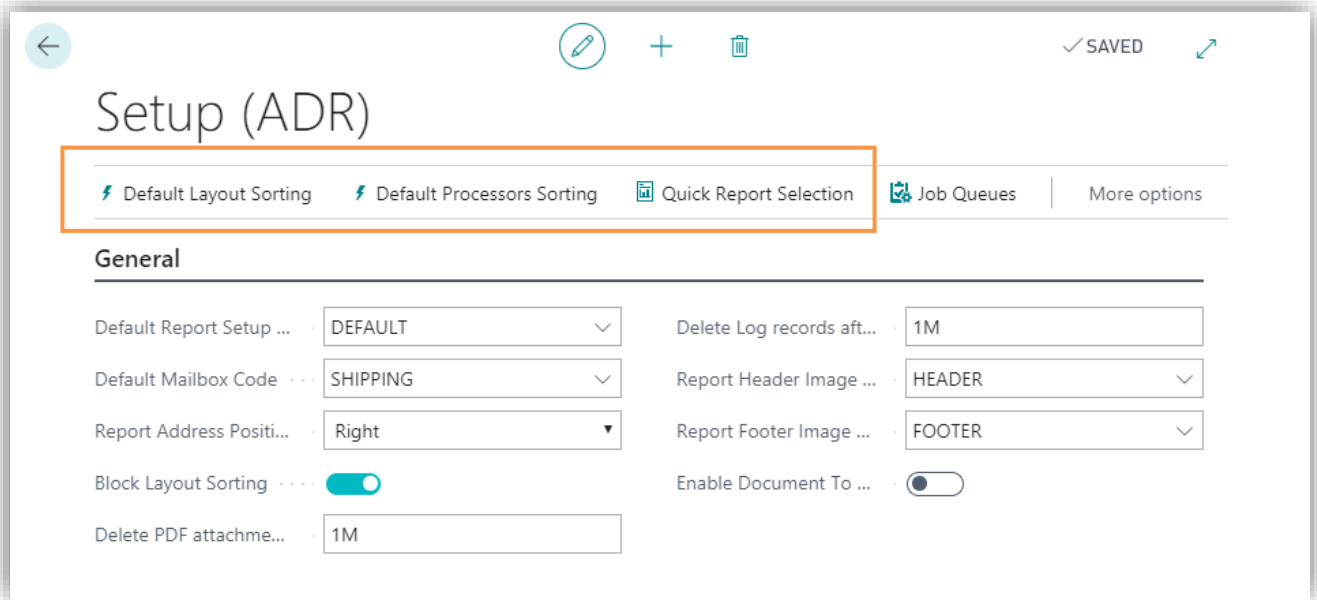 SAVED
Setup (ADR)
Default Layout Sorting Default Processors Sorting Quick Report Selection Job Queues More options
General
Default Report Setup ... DEFAULT Delete Log records aft... 1M
Default Mailbox Code SHIPPING Report Header Image ... HEADER
Report Address Positi... Right Report Footer Image ... FOOTER
Block Layout Sorting Enable Document To ...
Delete PDF attachme... 1M